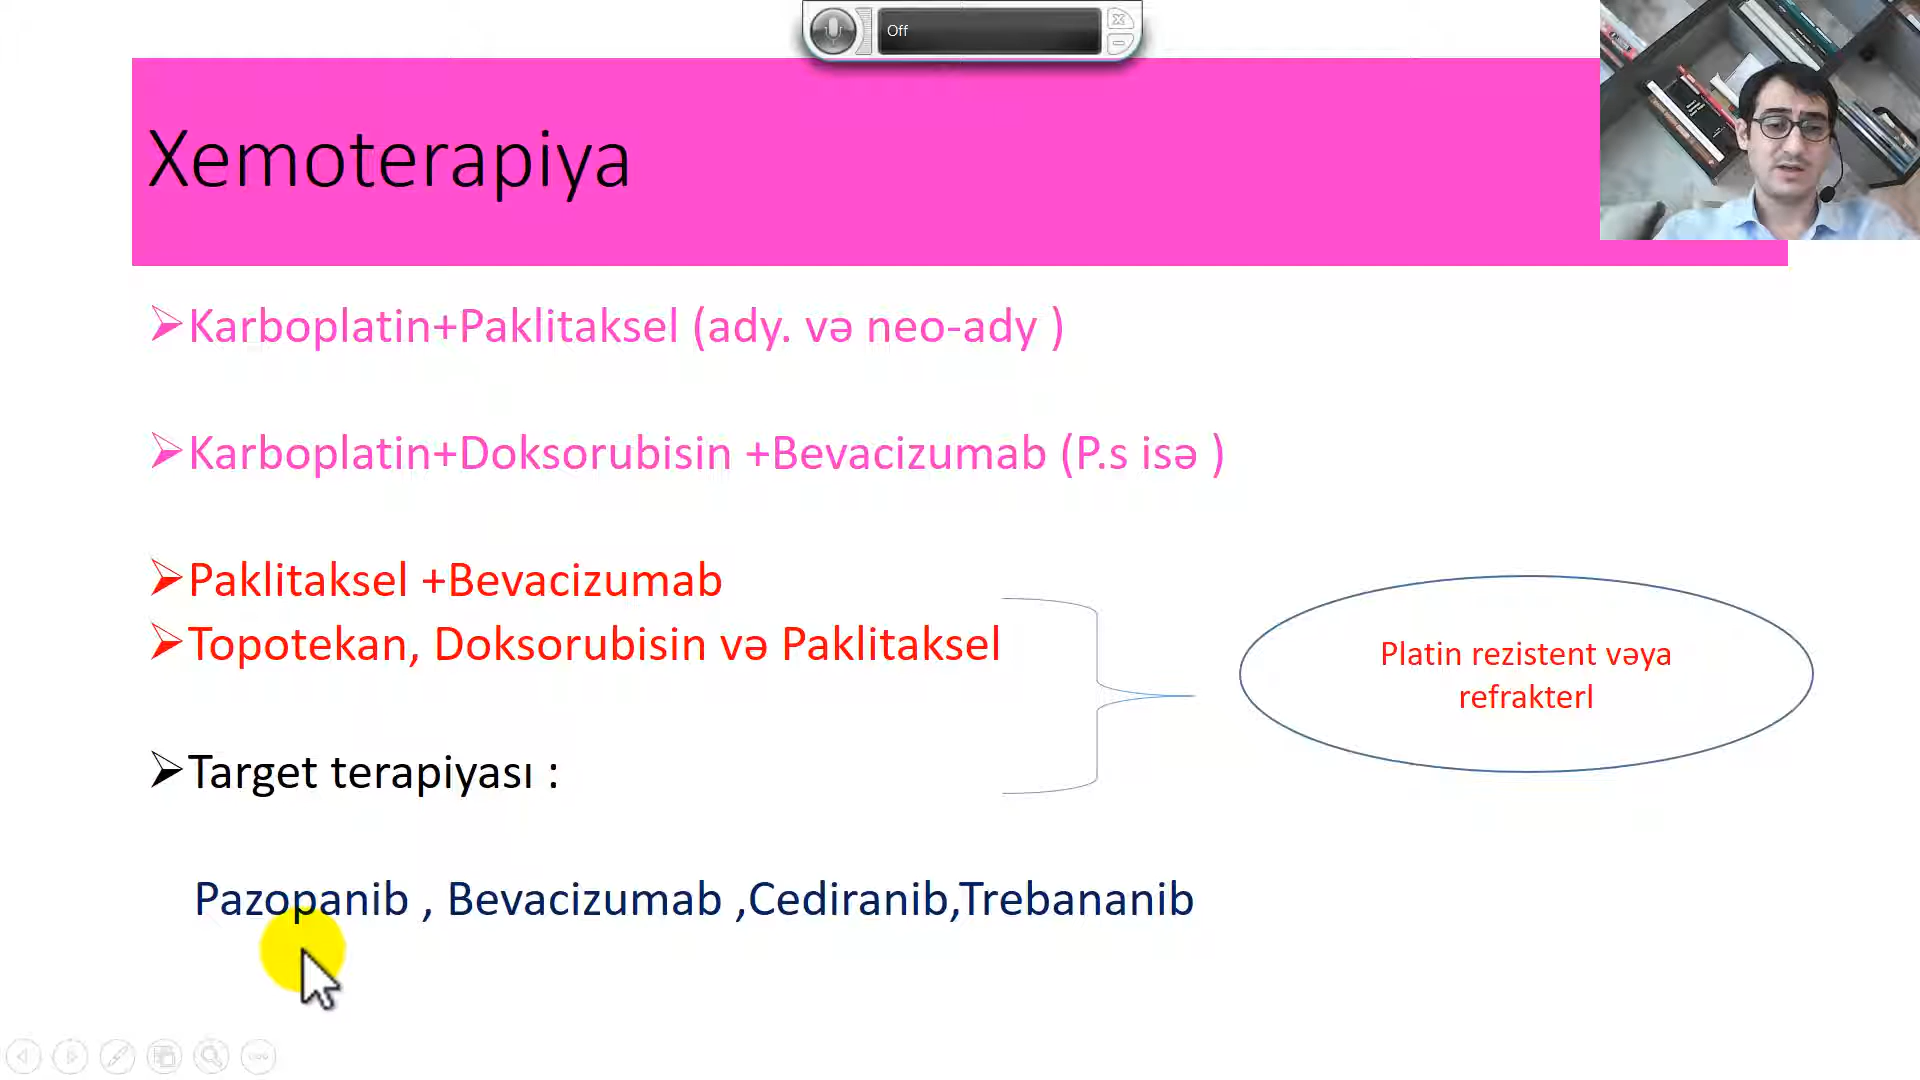 Off
Xemoterapiya
Karboplatin+Paklitaksel (ady. və neo-ady )
Karboplatin+Doksorubisin +Bevacizumab (P.s isə )
Paklitaksel +Bevacizumab
Topotekan, Doksorubisin və Paklitaksel
Platin rezistent vəya
refrakterl
Target terapiyası :
Pazopanib , Bevacizumab ,Cediranib,Trebananib